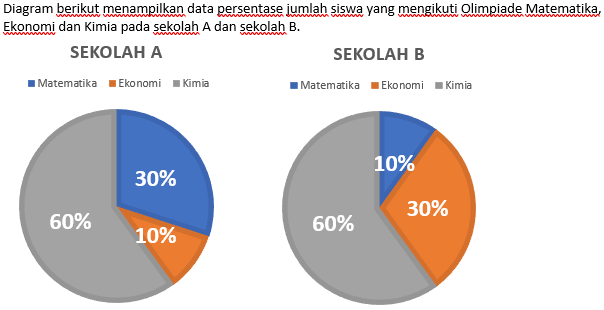 Diagram berikut menampilkan data persentase jumlah siswa yang mengikuti Olimpiade Matematika,
Ekonomi dan Kimia pada sekolah A dan sekolah B.
SEKOLAH A
Matematika Ekonomi Kimia
30%
10%
60%
SEKOLAH B
Matematika Ekonomi Kimia
10%
30%
60%